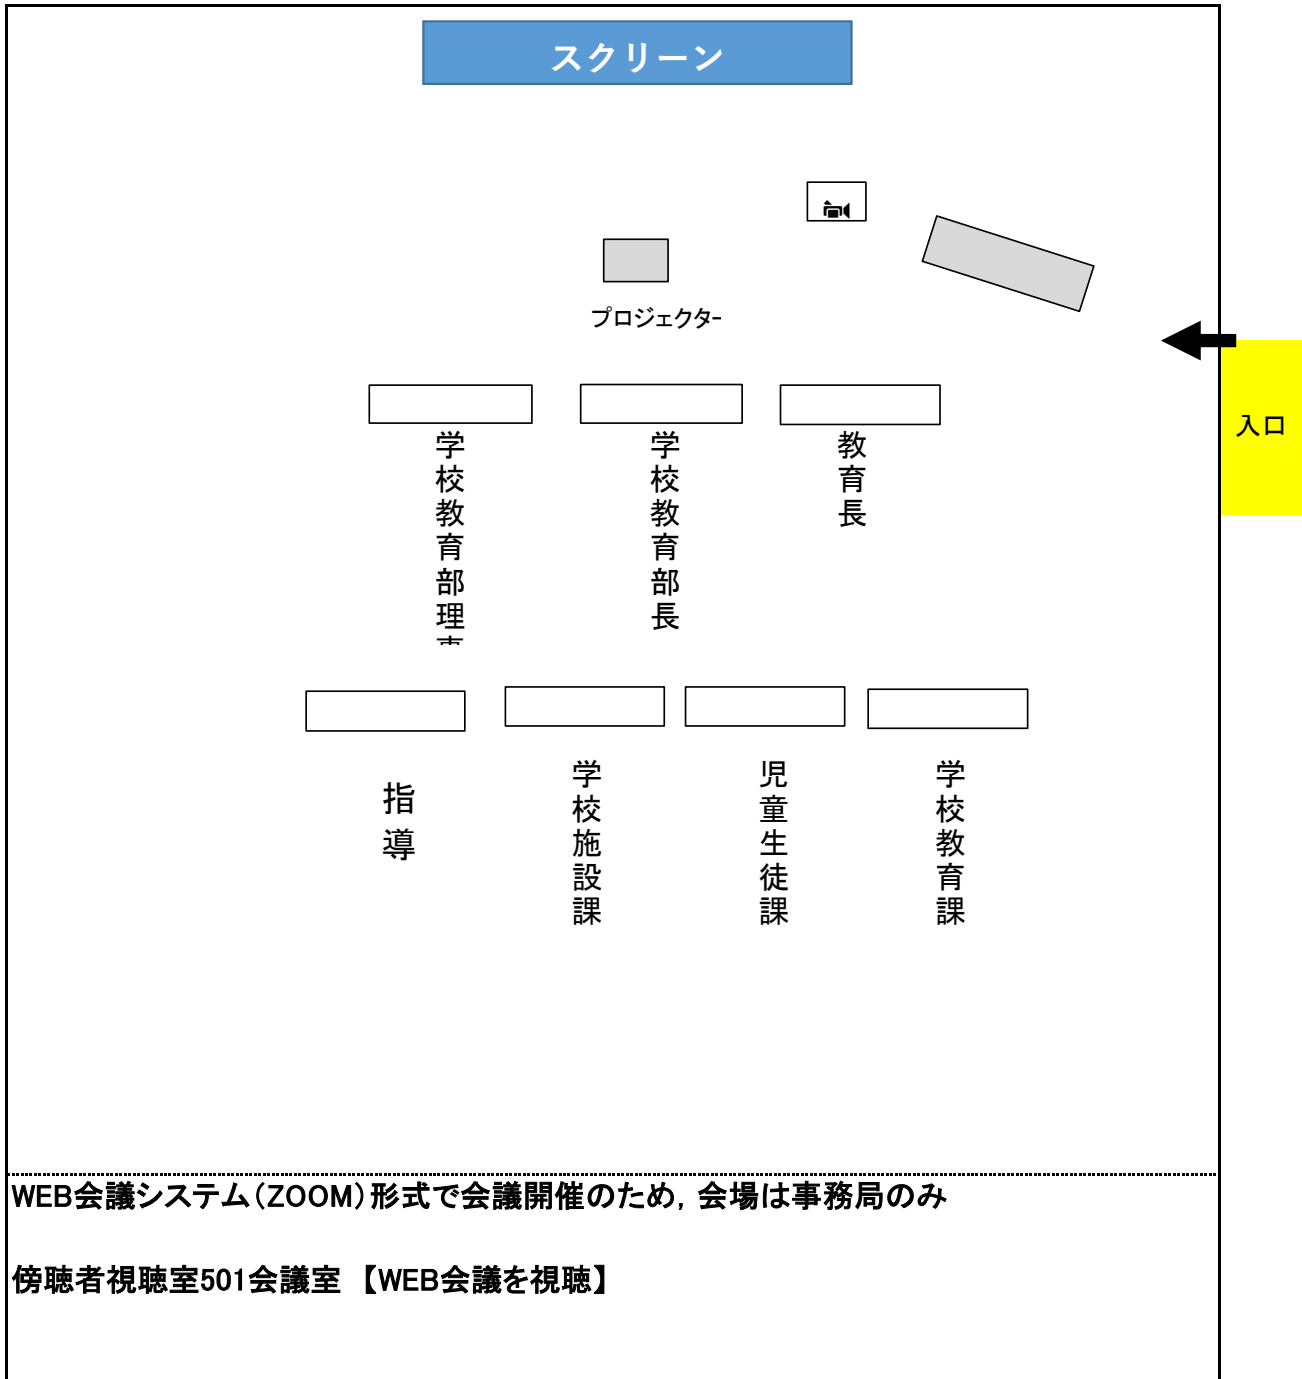 スクリーン
プロジェクター
入口
学校教育部理
学校教育部長
教育長
指導
学校施設課
児童生徒課
学校教育課
WEB会議システム（ZOOM）形式で会議開催のため，会場は事務局のみ
傍聴者視聴室501会議室 【WEB会議を視聴】